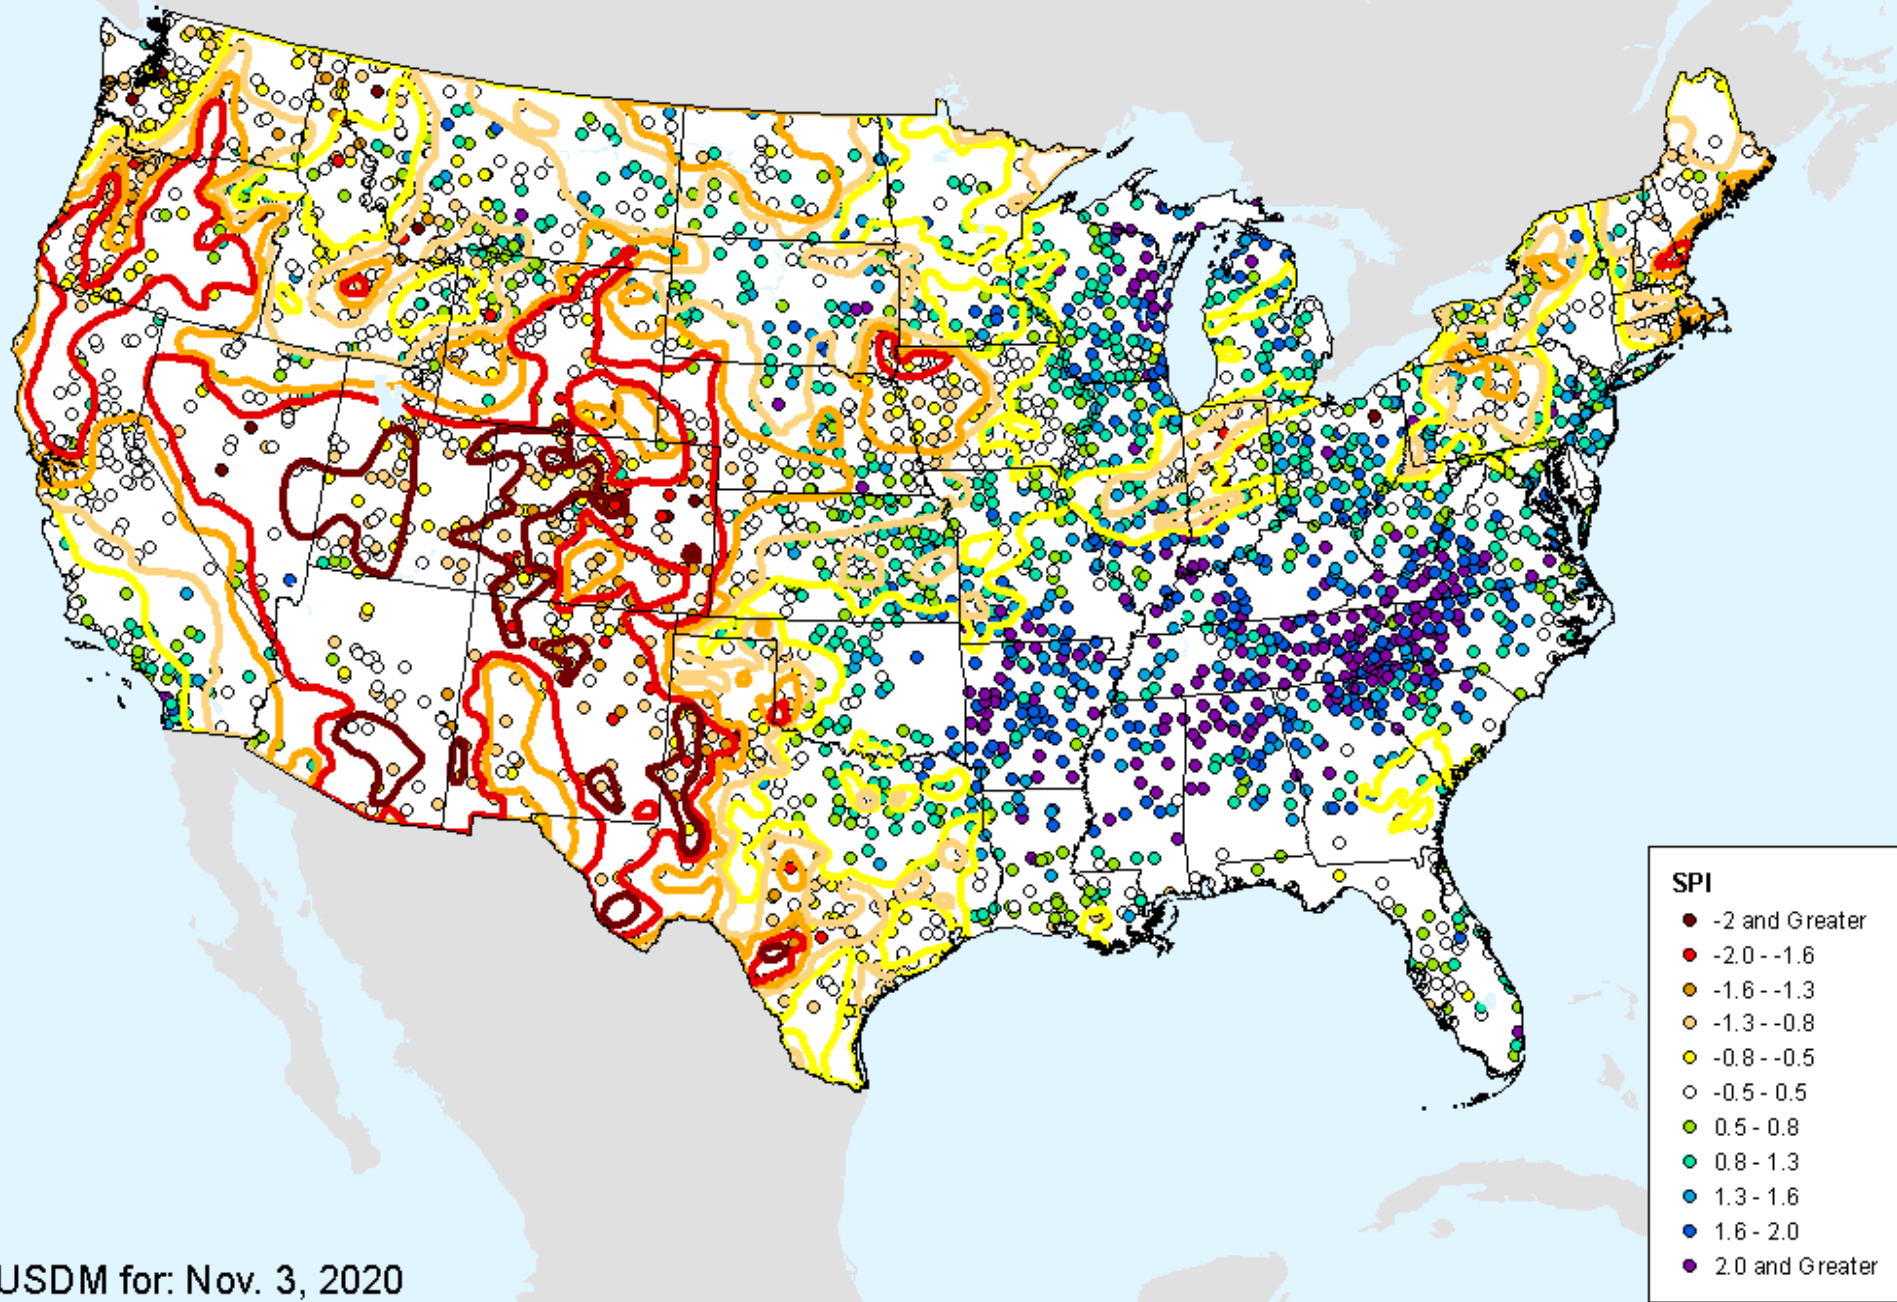 SPI
-2 and Greater
-2.0 - -1.6
-1.6 - -1.3
-1.3 - -0.8
-0.8 - -0.5
-0.5 - 0.5
0.5 - 0.8
0.8 - 1.3
1.3 - 1.6
1.6 - 2.0
2.0 and Greater
USDM for: Nov. 3, 2020